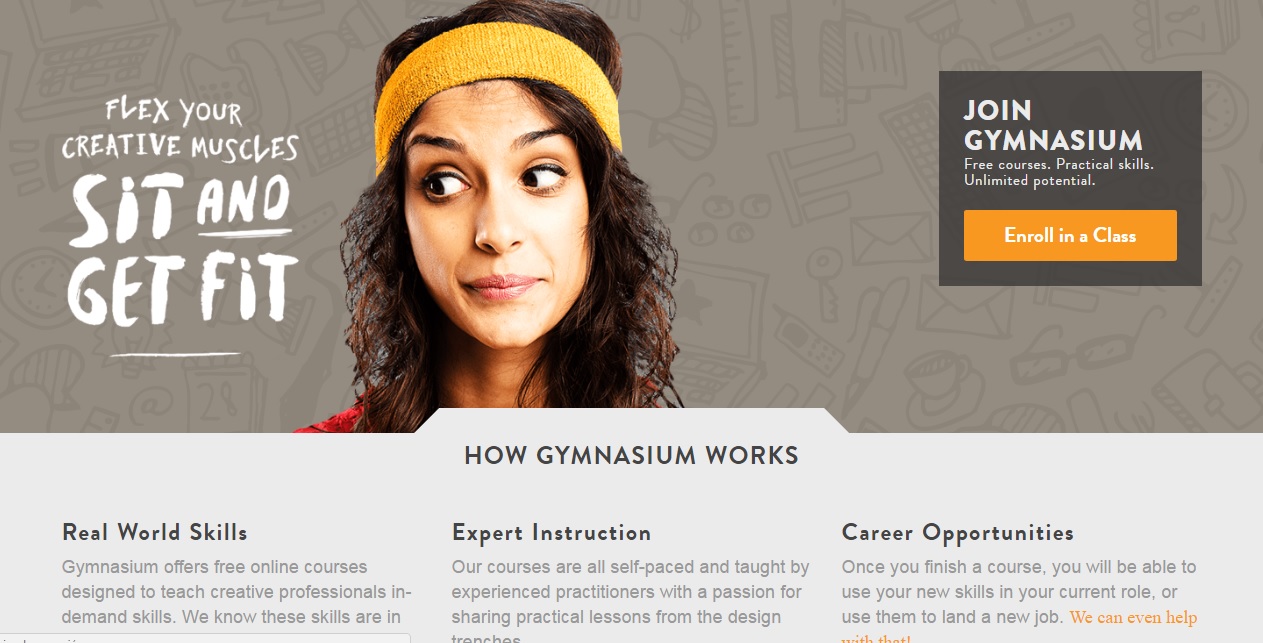 FLEX YOUR
CREATIVE MUSCLES
SIT AND
GET FIT
JOIN
GYMNASIUM
Free courses. Practical skills.
Unlimited potential.
Enroll in a Class
HOW GYMNASIUM WORKS
Real World Skills
Gymnasium offers free online courses
designed to teach creative professionals in-
demand skills. We know these skills are in
Expert Instruction
Our courses are all self-paced and taught by
experienced practitioners with a passion for
sharing practical lessons from the design
trenches.
Career Opportunities
Once you finish a course, you will be able to
use your new skills in your current role, or
use them to land a new job. We can even help
with that!